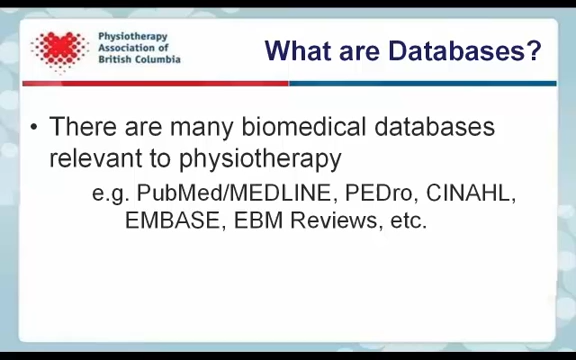 Physiotherapy
Association of
British Columbia
What are Databases?
• There are many biomedical databases
relevant to physiotherapy
e.g. PubMed/MEDLINE, PEDro, CINAHL,
EMBASE, EBM Reviews, etc.